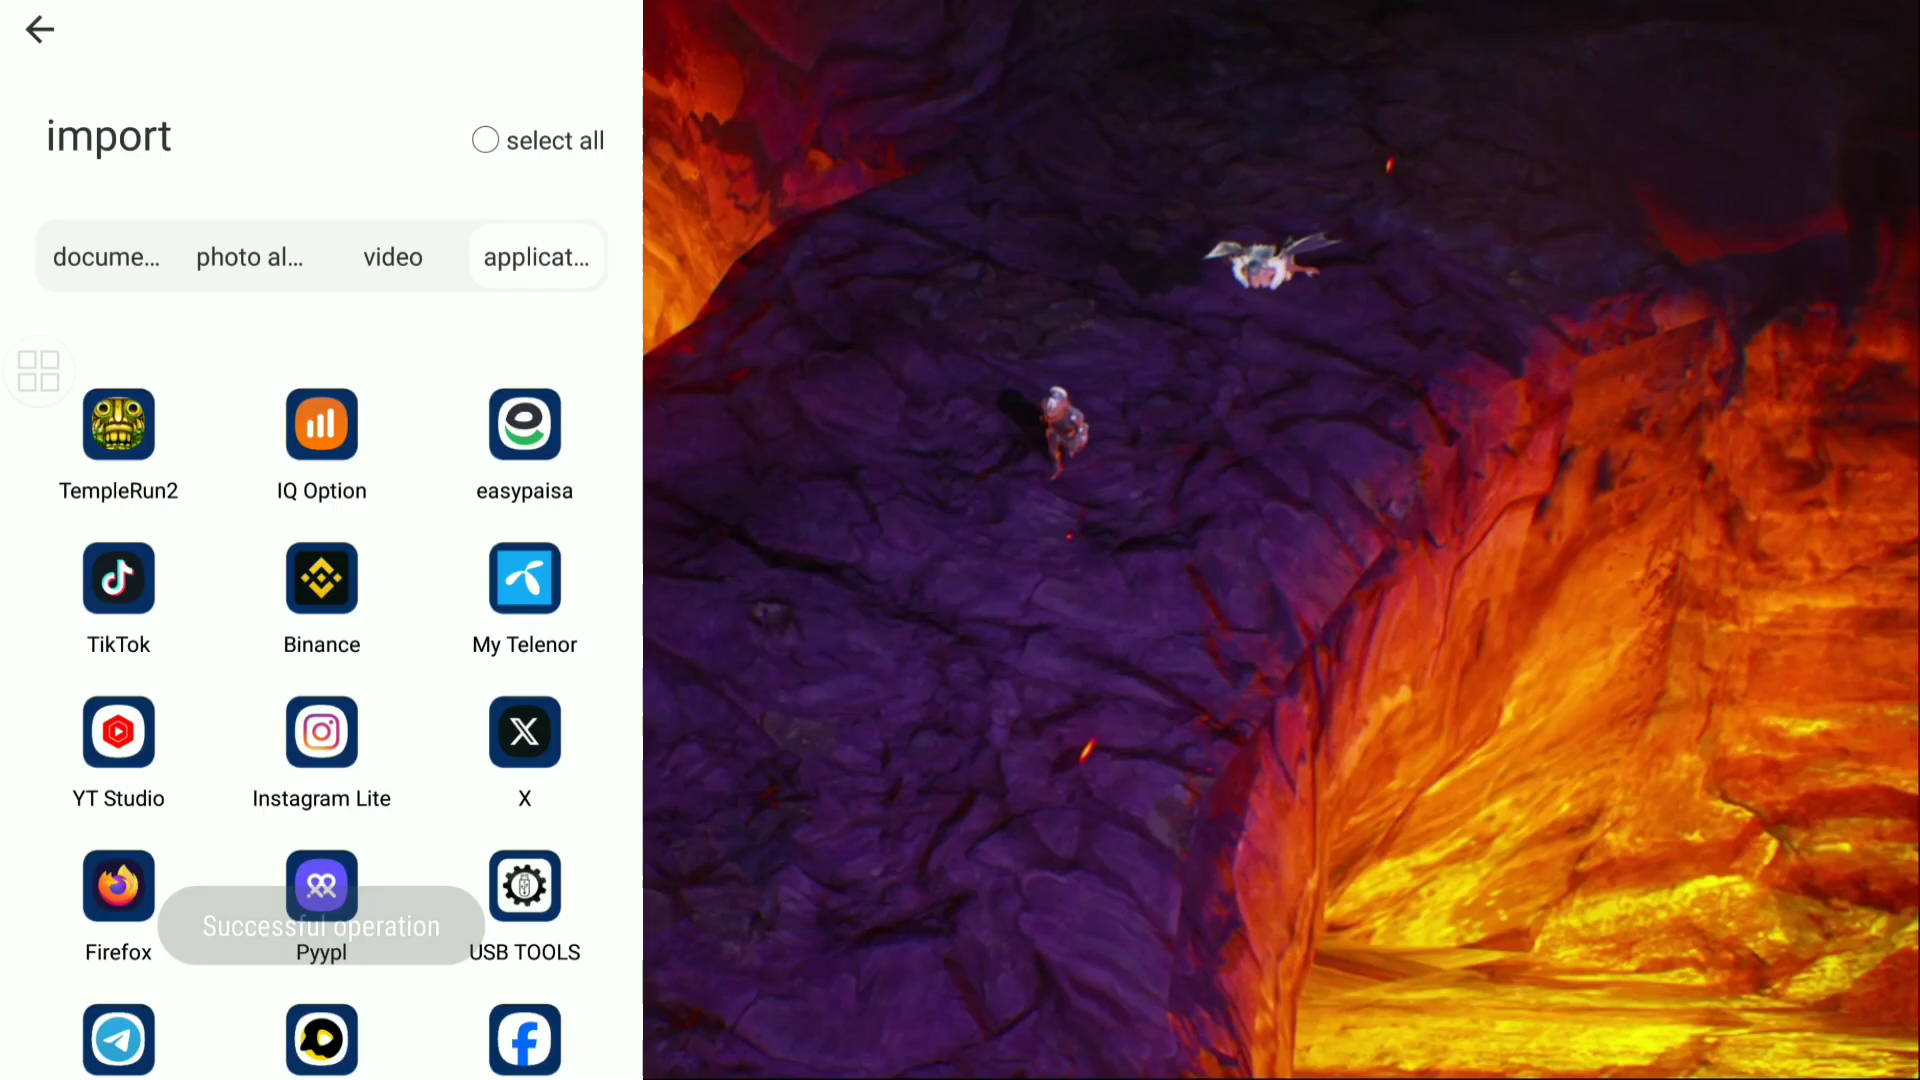 import
select all
docume...
photo al...
video
applicat...
TempleRun2
IQ Option
easypaisa
TikTok
Binance
My Telenor
YT Studio
Instagram Lite
X
Successful operation
Firefox
Pyypl
USB TOOLS